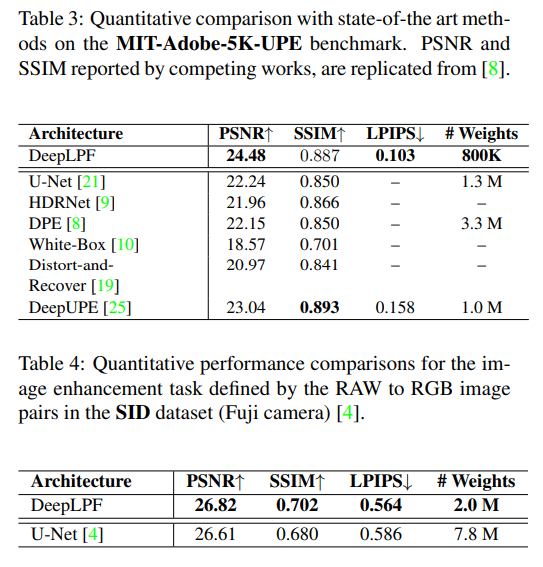 Table 3: Quantitative comparison with state-of-the art meth-
ods on the MIT-Adobe-5K-UPE benchmark. PSNR and
SSIM reported by competing works, are replicated from [8].
Architecture PSNR↑ SSIM↑ LPIPS↓ # Weights
DeepLPF 24.48 0.887 0.103 800K
U-Net [21] 22.24 0.850 – 1.3 M
HDRNet [9] 21.96 0.866 – –
DPE [8] 22.15 0.850 – 3.3 M
White-Box [10] 18.57 0.701 – –
Distort-and- 20.97 0.841 – –
Recover [19]
DeepUPE [25] 23.04 0.893 0.158 1.0 M
Table 4: Quantitative performance comparisons for the im-
age enhancement task defined by the RAW to RGB image
pairs in the SID dataset (Fuji camera) [4].
Architecture PSNR↑ SSIM↑ LPIPS↓ # Weights
DeepLPF 26.82 0.702 0.564 2.0 M
U-Net [4] 26.61 0.680 0.586 7.8 M